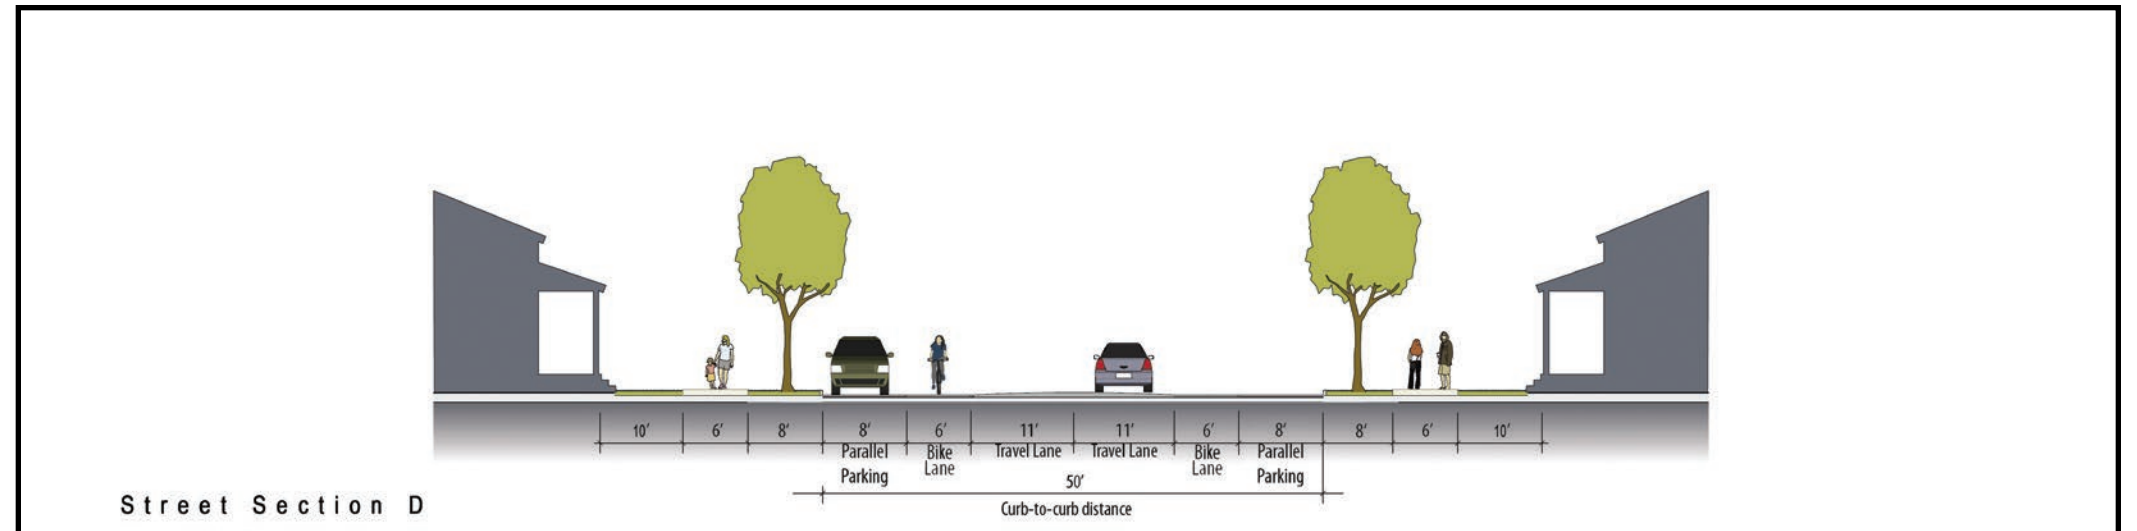 10' 6' 8' 8' 6' 11' 11' 6' 8' 8' 6' 10'
Parallel Parking
Bike Lane
Travel Lane
Travel Lane
Bike Lane
Parallel Parking
50'
Curb-to-curb distance
Street Section D